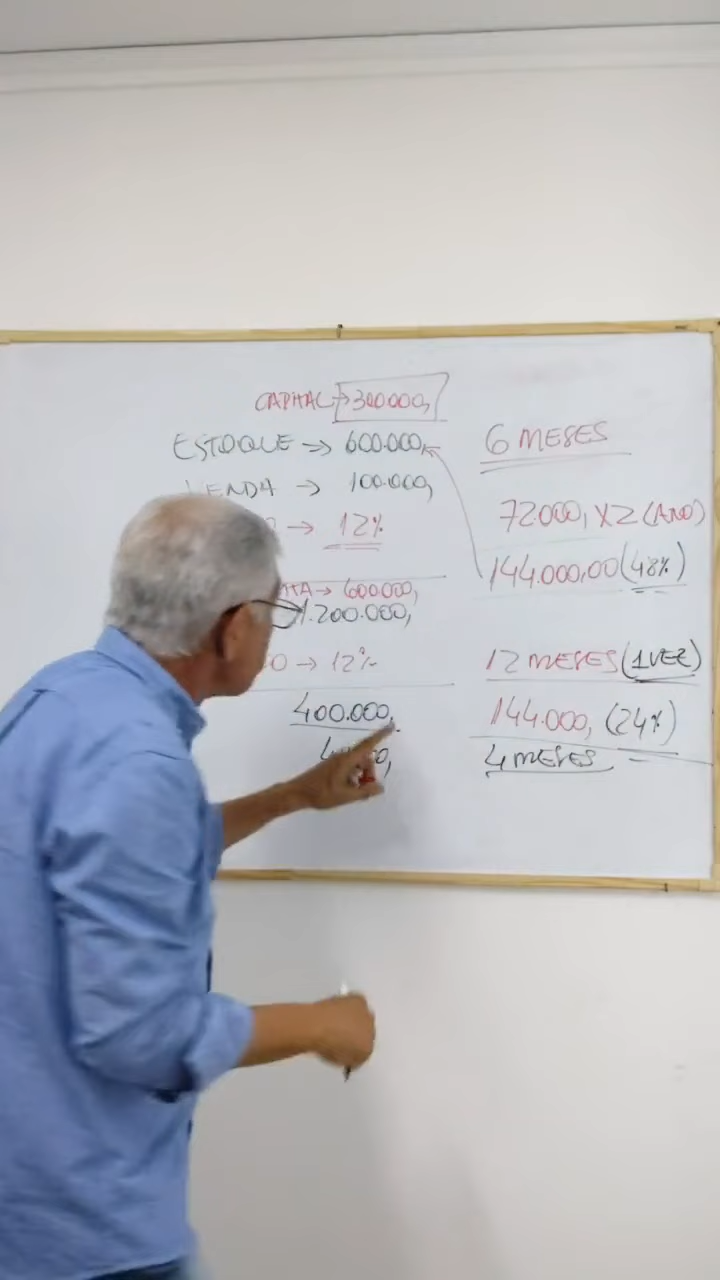 CAPITAL → 300.000,
ESTOQUE → 600.000,
VENDA → 100.000,
→ 12%
→ 600.000,
1.200.000,
O → 12%
400.000,
6 MESES
72.000, X2 (ANO)
144.000,00 (48%)
12 MESES (1 VEZ)
144.000, (24%)
4 MESES